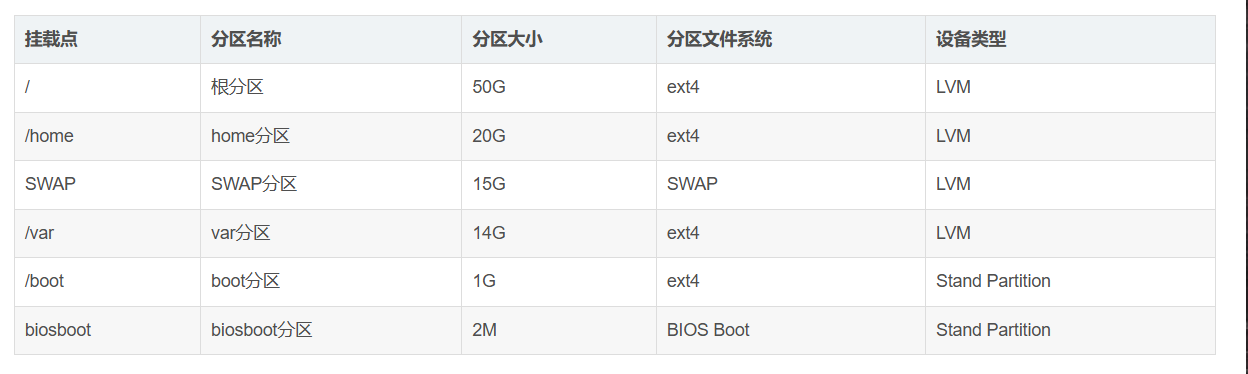 挂载点 分区名称 分区大小 分区文件系统 设备类型
/ 根分区 50G ext4 LVM
/home home分区 20G ext4 LVM
SWAP SWAP分区 15G SWAP LVM
/var var分区 14G ext4 LVM
/boot boot分区 1G ext4 Stand Partition
biosboot biosboot分区 2M BIOS Boot Stand Partition